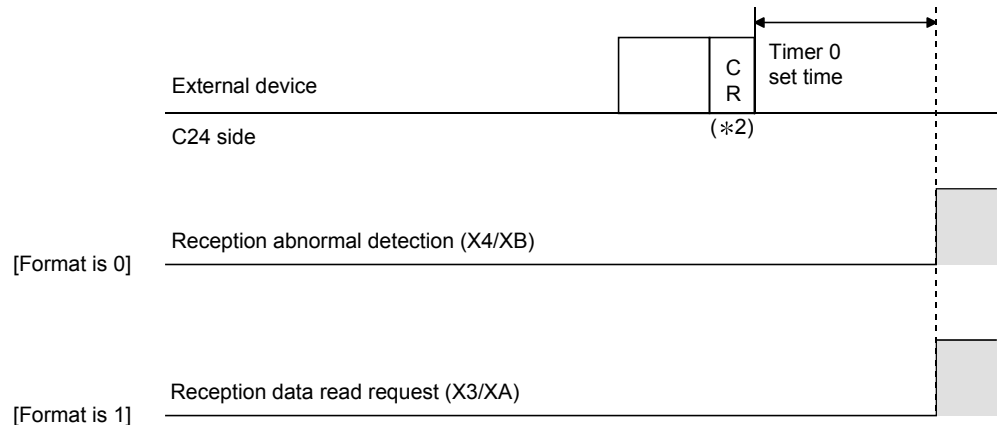 Timer 0
set time
C
R
External device
(*2)
C24 side
Reception abnormal detection (X4/XB)
[Format is 0]
Reception data read request (X3/XA)
[Format is 1]